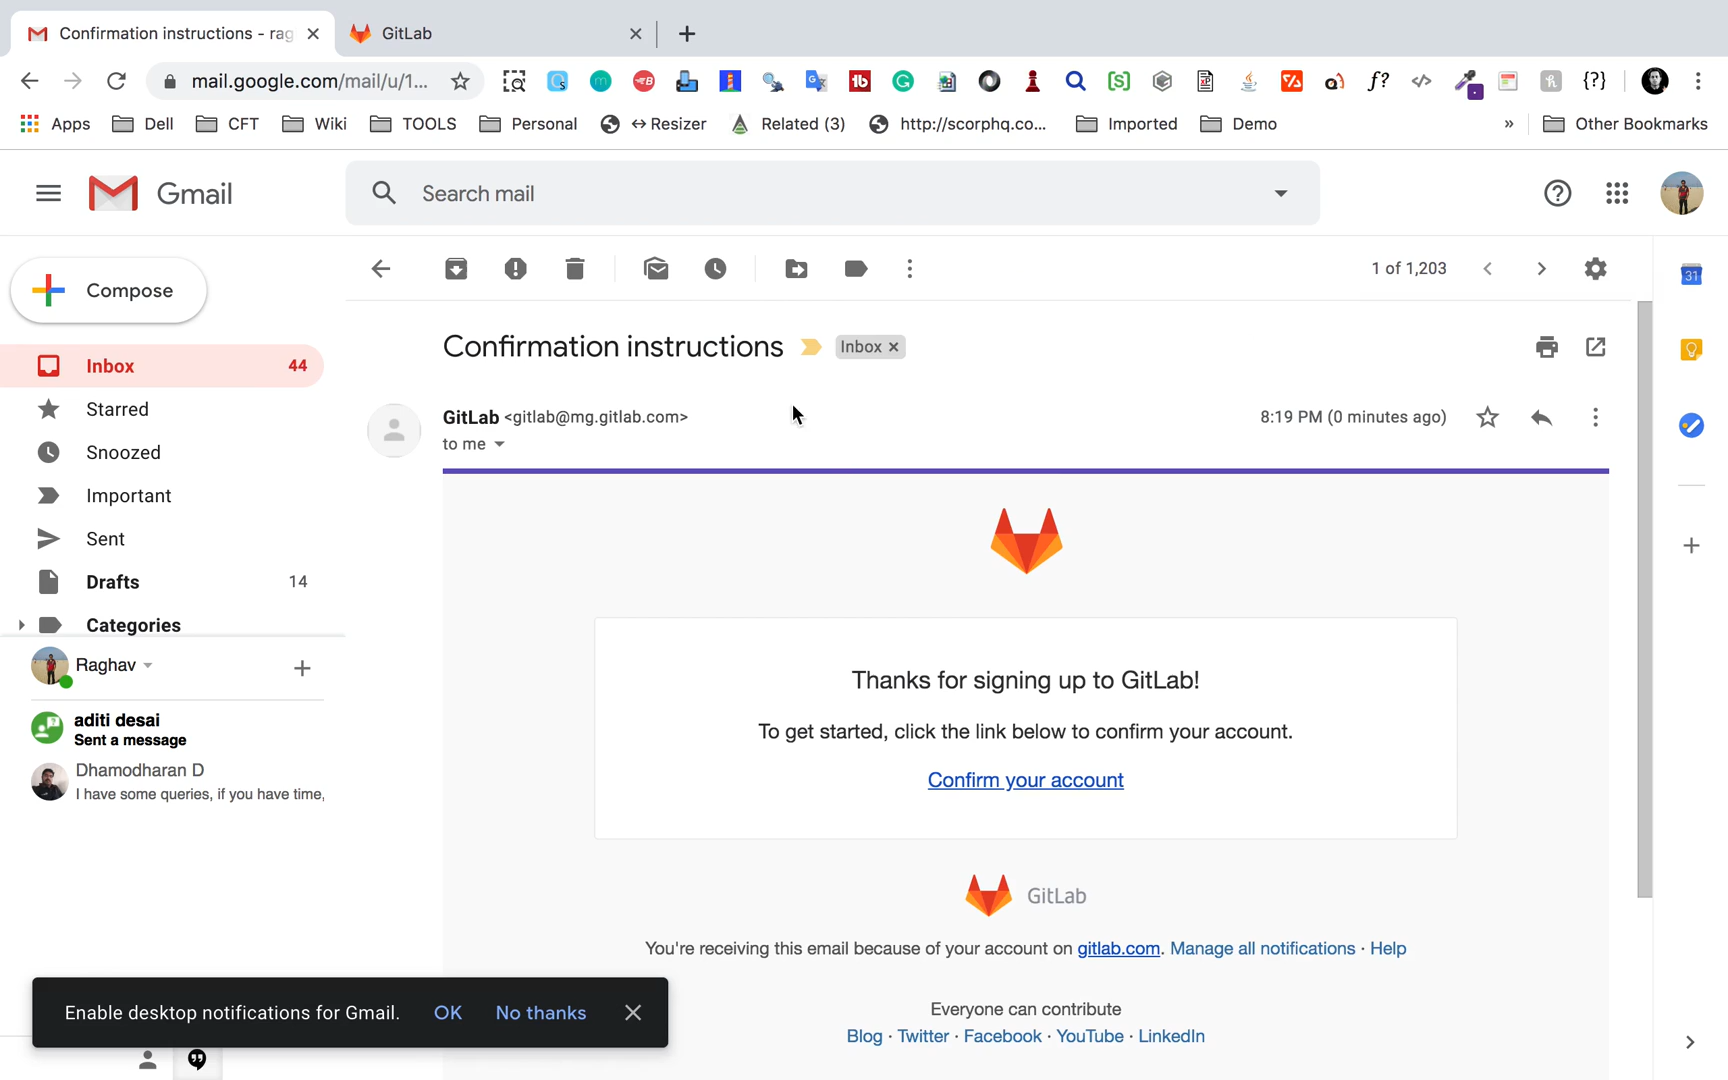 Confirmation instructions - rag
GitLab
mail.google.com/mail/u/1...
Apps
Dell
CFT
Wiki
TOOLS
Personal
↔ Resizer
Related (3)
http://scorphq.co...
Imported
Demo
»
Other Bookmarks
Gmail
Search mail
Compose
1 of 1,203
Inbox 44
Starred
Snoozed
Important
Sent
Drafts 14
Categories
Raghav
aditi desai
Sent a message
Dhamodharan D
I have some queries, if you have time,
Confirmation instructions
Inbox ×
GitLab <gitlab@mg.gitlab.com>
8:19 PM (0 minutes ago)
to me
Thanks for signing up to GitLab!
To get started, click the link below to confirm your account.
Confirm your account
GitLab
You're receiving this email because of your account on gitlab.com. Manage all notifications · Help
Everyone can contribute
Blog · Twitter · Facebook · YouTube · LinkedIn
Enable desktop notifications for Gmail. OK No thanks